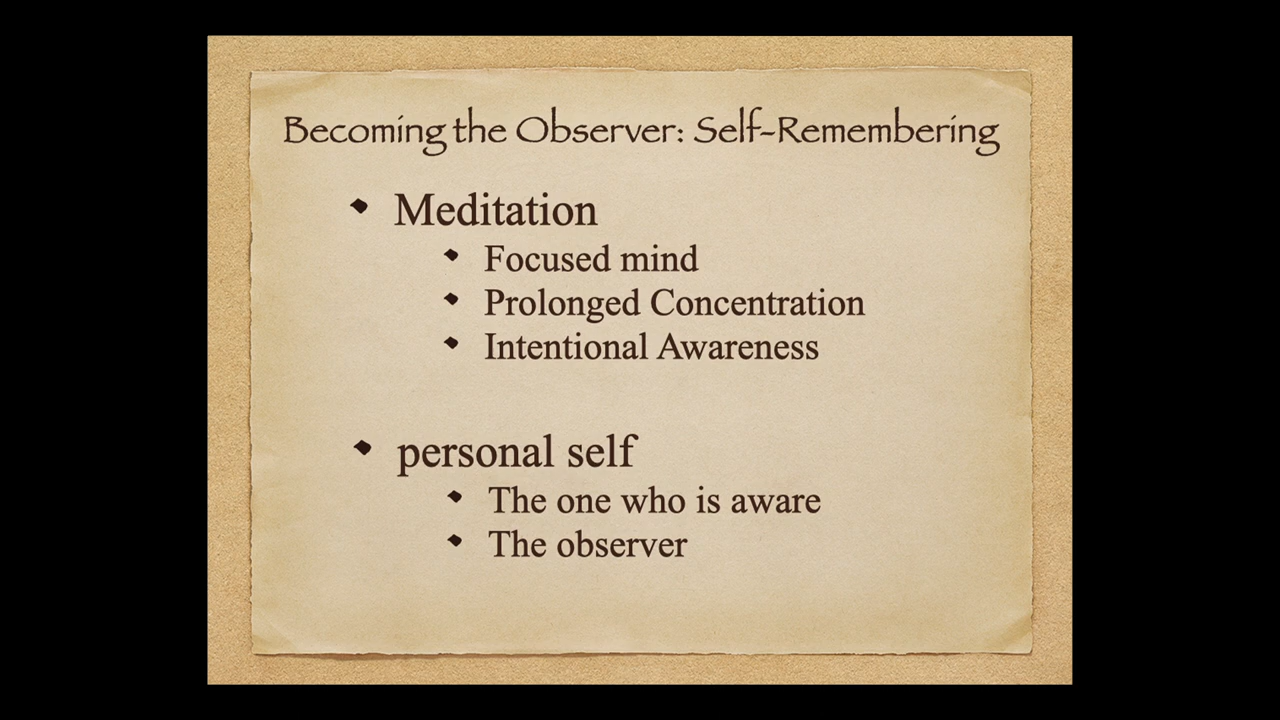 Becoming the Observer: Self-Remembering
Meditation
Focused mind
Prolonged Concentration
Intentional Awareness
personal self
The one who is aware
The observer